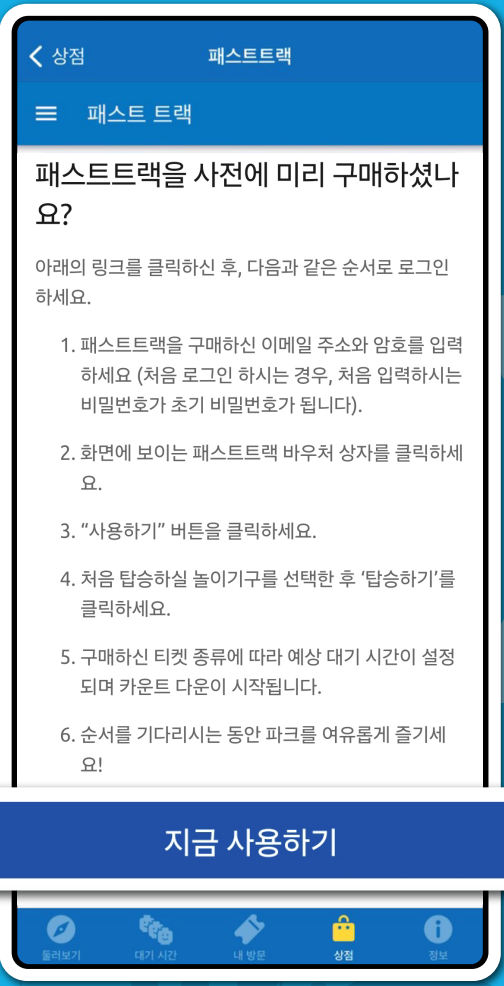 상점
패스트트랙
패스트 트랙
패스트트랙을 사전에 미리 구매하셨나
요?
아래의 링크를 클릭하신 후, 다음과 같은 순서로 로그인
하세요.
1. 패스트트랙을 구매하신 이메일 주소와 암호를 입력
하세요 (처음 로그인 하시는 경우, 처음 입력하시는
비밀번호가 초기 비밀번호가 됩니다).
2. 화면에 보이는 패스트트랙 바우처 상자를 클릭하세
요.
3. “사용하기” 버튼을 클릭하세요.
4. 처음 탑승하실 놀이기구를 선택한 후 ‘탑승하기’를
클릭하세요.
5. 구매하신 티켓 종류에 따라 예상 대기 시간이 설정
되며 카운트 다운이 시작됩니다.
6. 순서를 기다리시는 동안 파크를 여유롭게 즐기세
요!
지금 사용하기
둘러보기
대기 시간
내 방문
상점
정보